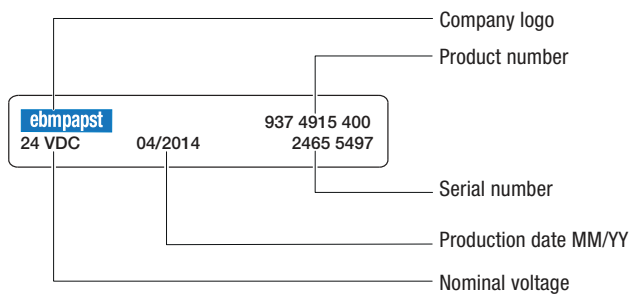 Company logo
Product number
ebmpapst 937 4915 400
24 VDC 04/2014 2465 5497
Serial number
Production date MM/YY
Nominal voltage